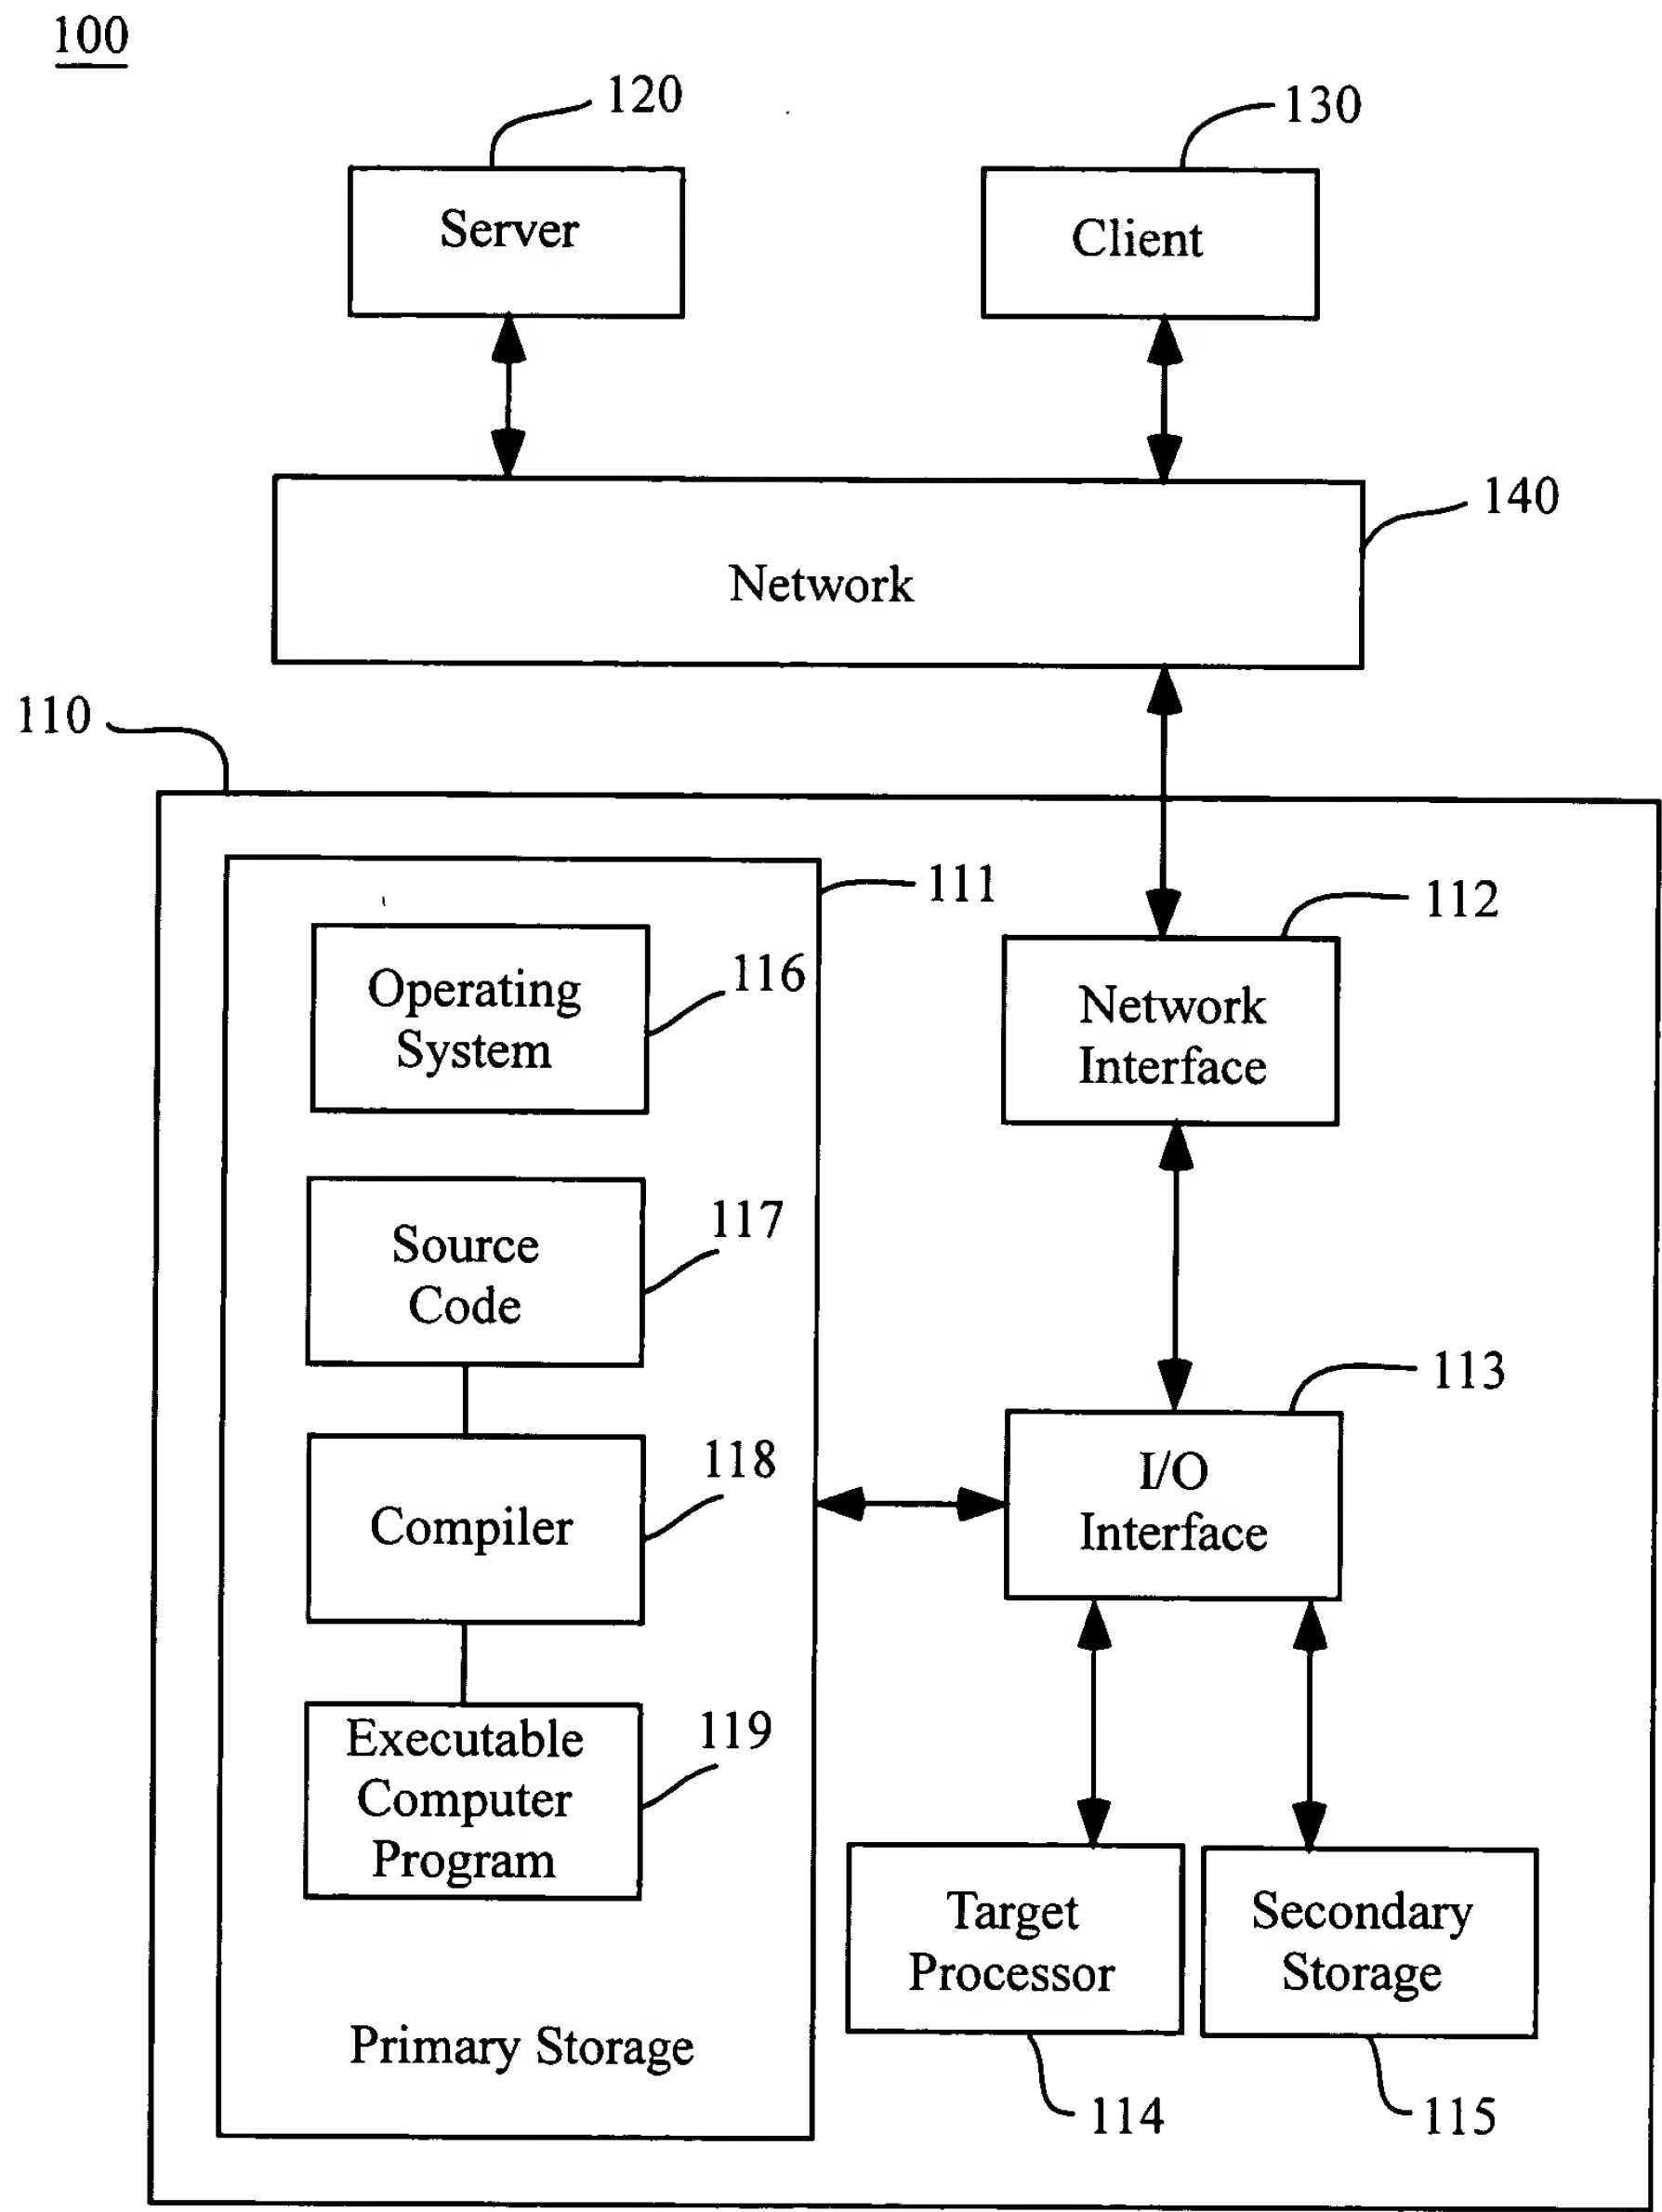 100
120
130
Server
Client
140
Network
110
111
112
Operating
System
116
Network
Interface
Source
Code
117
113
I/O
Interface
Compiler
118
Executable
Computer
Program
119
Target
Processor
Secondary
Storage
Primary Storage
114
115